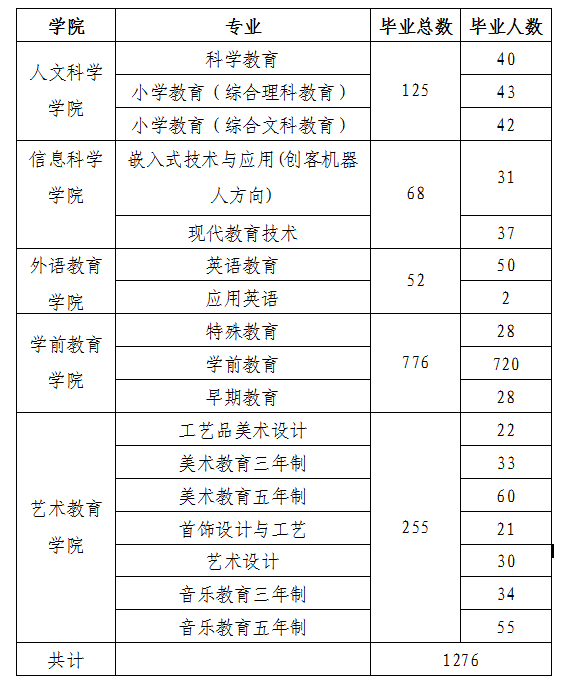 学院 专业 毕业总数 毕业人数
人文科学学院 科学教育 125 40
小学教育（综合理科教育） 43
小学教育（综合文科教育） 42
信息科学学院 嵌入式技术与应用(创客机器人方向) 68 31
现代教育技术 37
外语教育学院 英语教育 52 50
应用英语 2
学前教育学院 特殊教育 776 28
学前教育 720
早期教育 28
艺术教育学院 工艺品美术设计 255 22
美术教育三年制 33
美术教育五年制 60
首饰设计与工艺 21
艺术设计 30
音乐教育三年制 34
音乐教育五年制 55
共计 1276